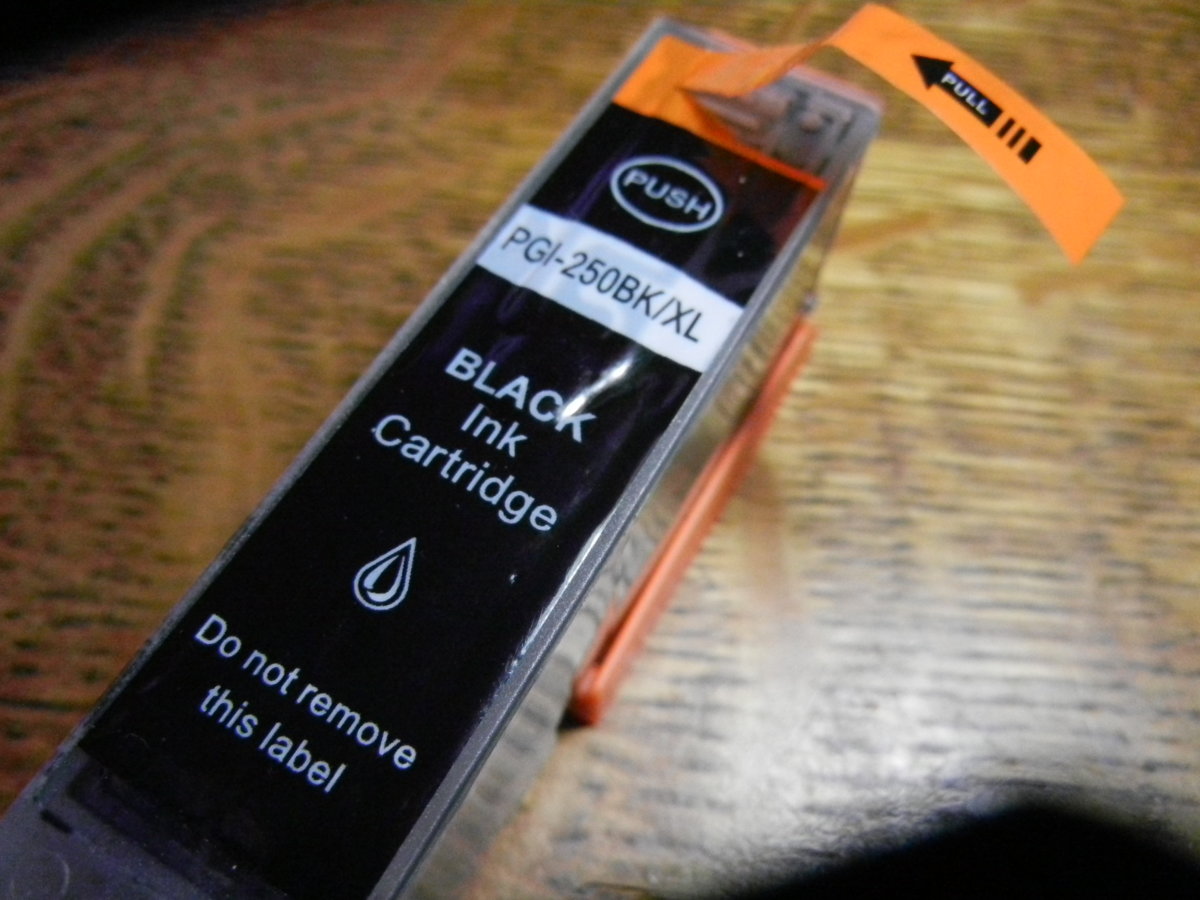 PULL
PUSH
PGI-250BK/XL
BLACK
Ink
Cartridge
Do not remove
this label